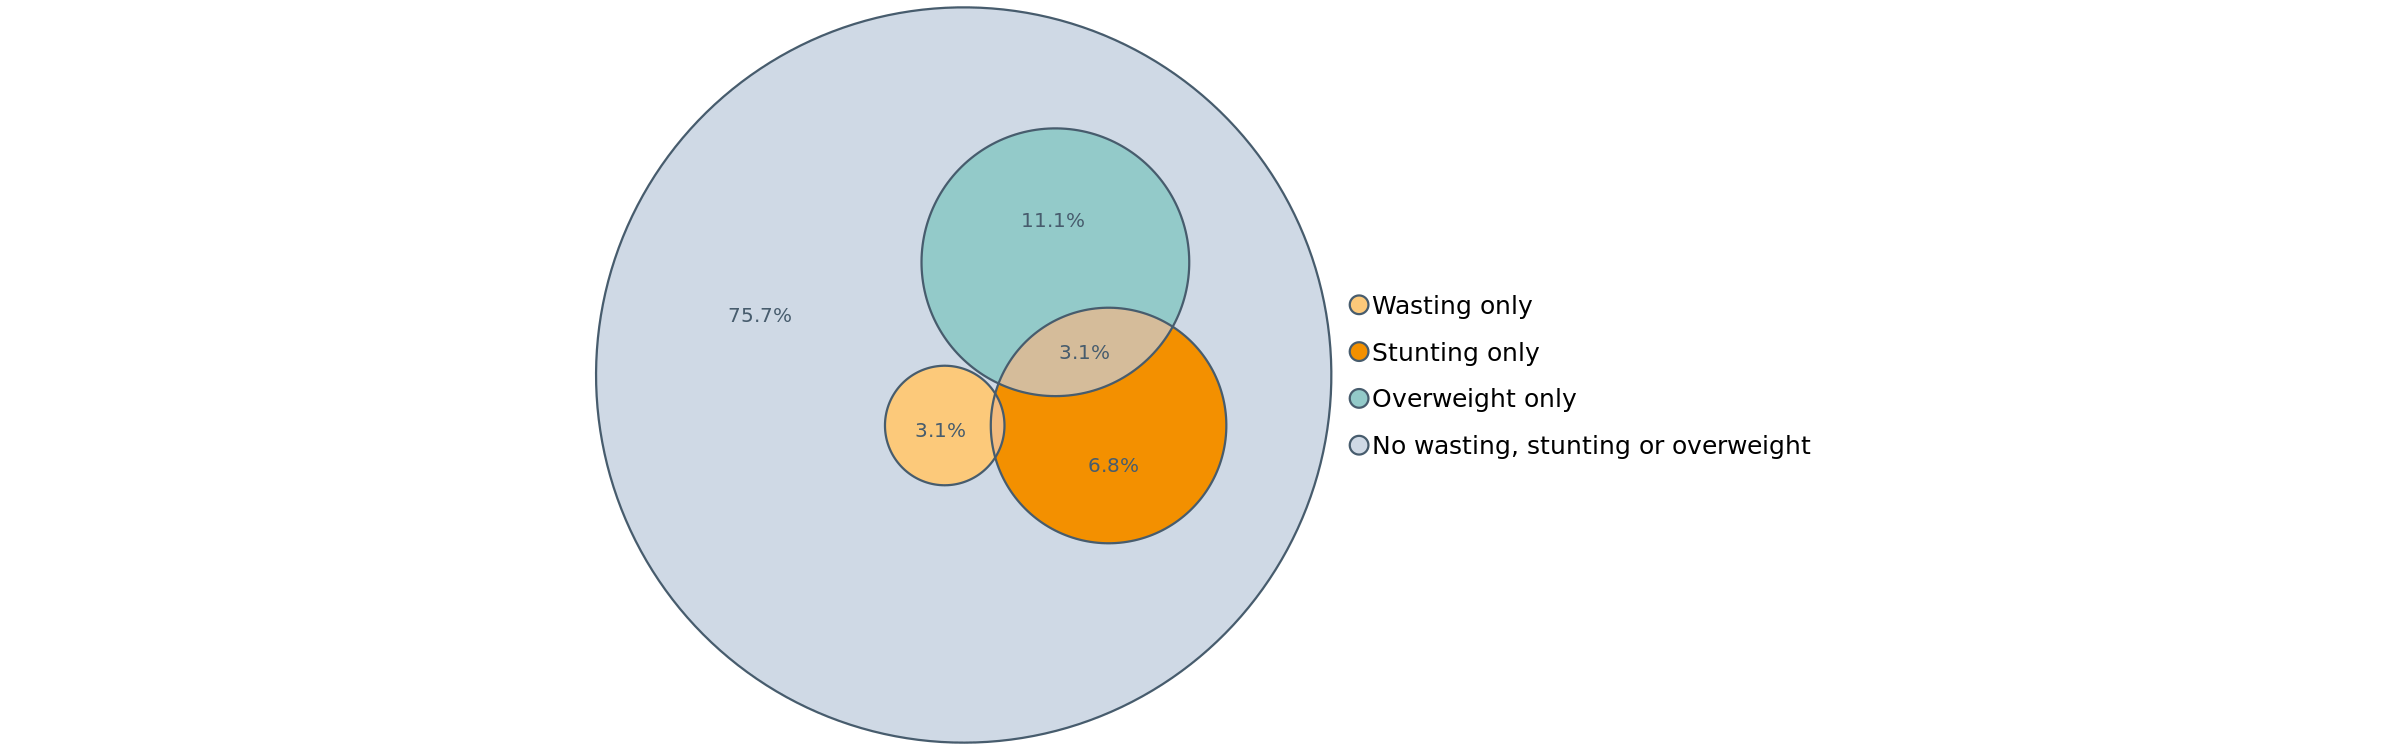 11.1%
75.7%
3.1%
3.1%
6.8%
Wasting only
Stunting only
Overweight only
No wasting, stunting or overweight